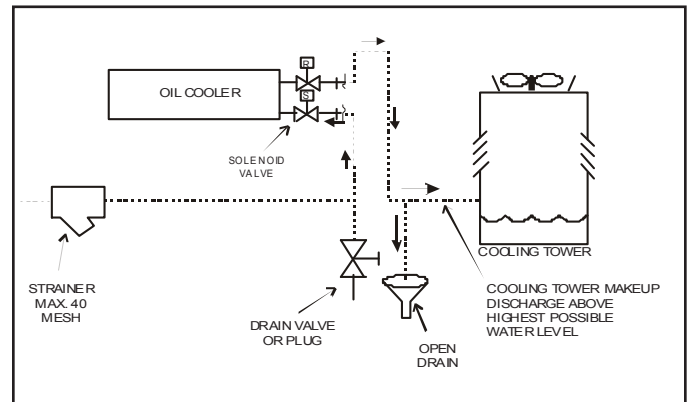 R
OIL COOLER
S
SOLENOID
VALVE
COOLING TOWER
STRAINER
MAX. 40
MESH
DRAIN VALVE
OR PLUG
OPEN
DRAIN
COOLING TOWER MAKEUP
DISCHARGE ABOVE
HIGHEST POSSIBLE
WATER LEVEL